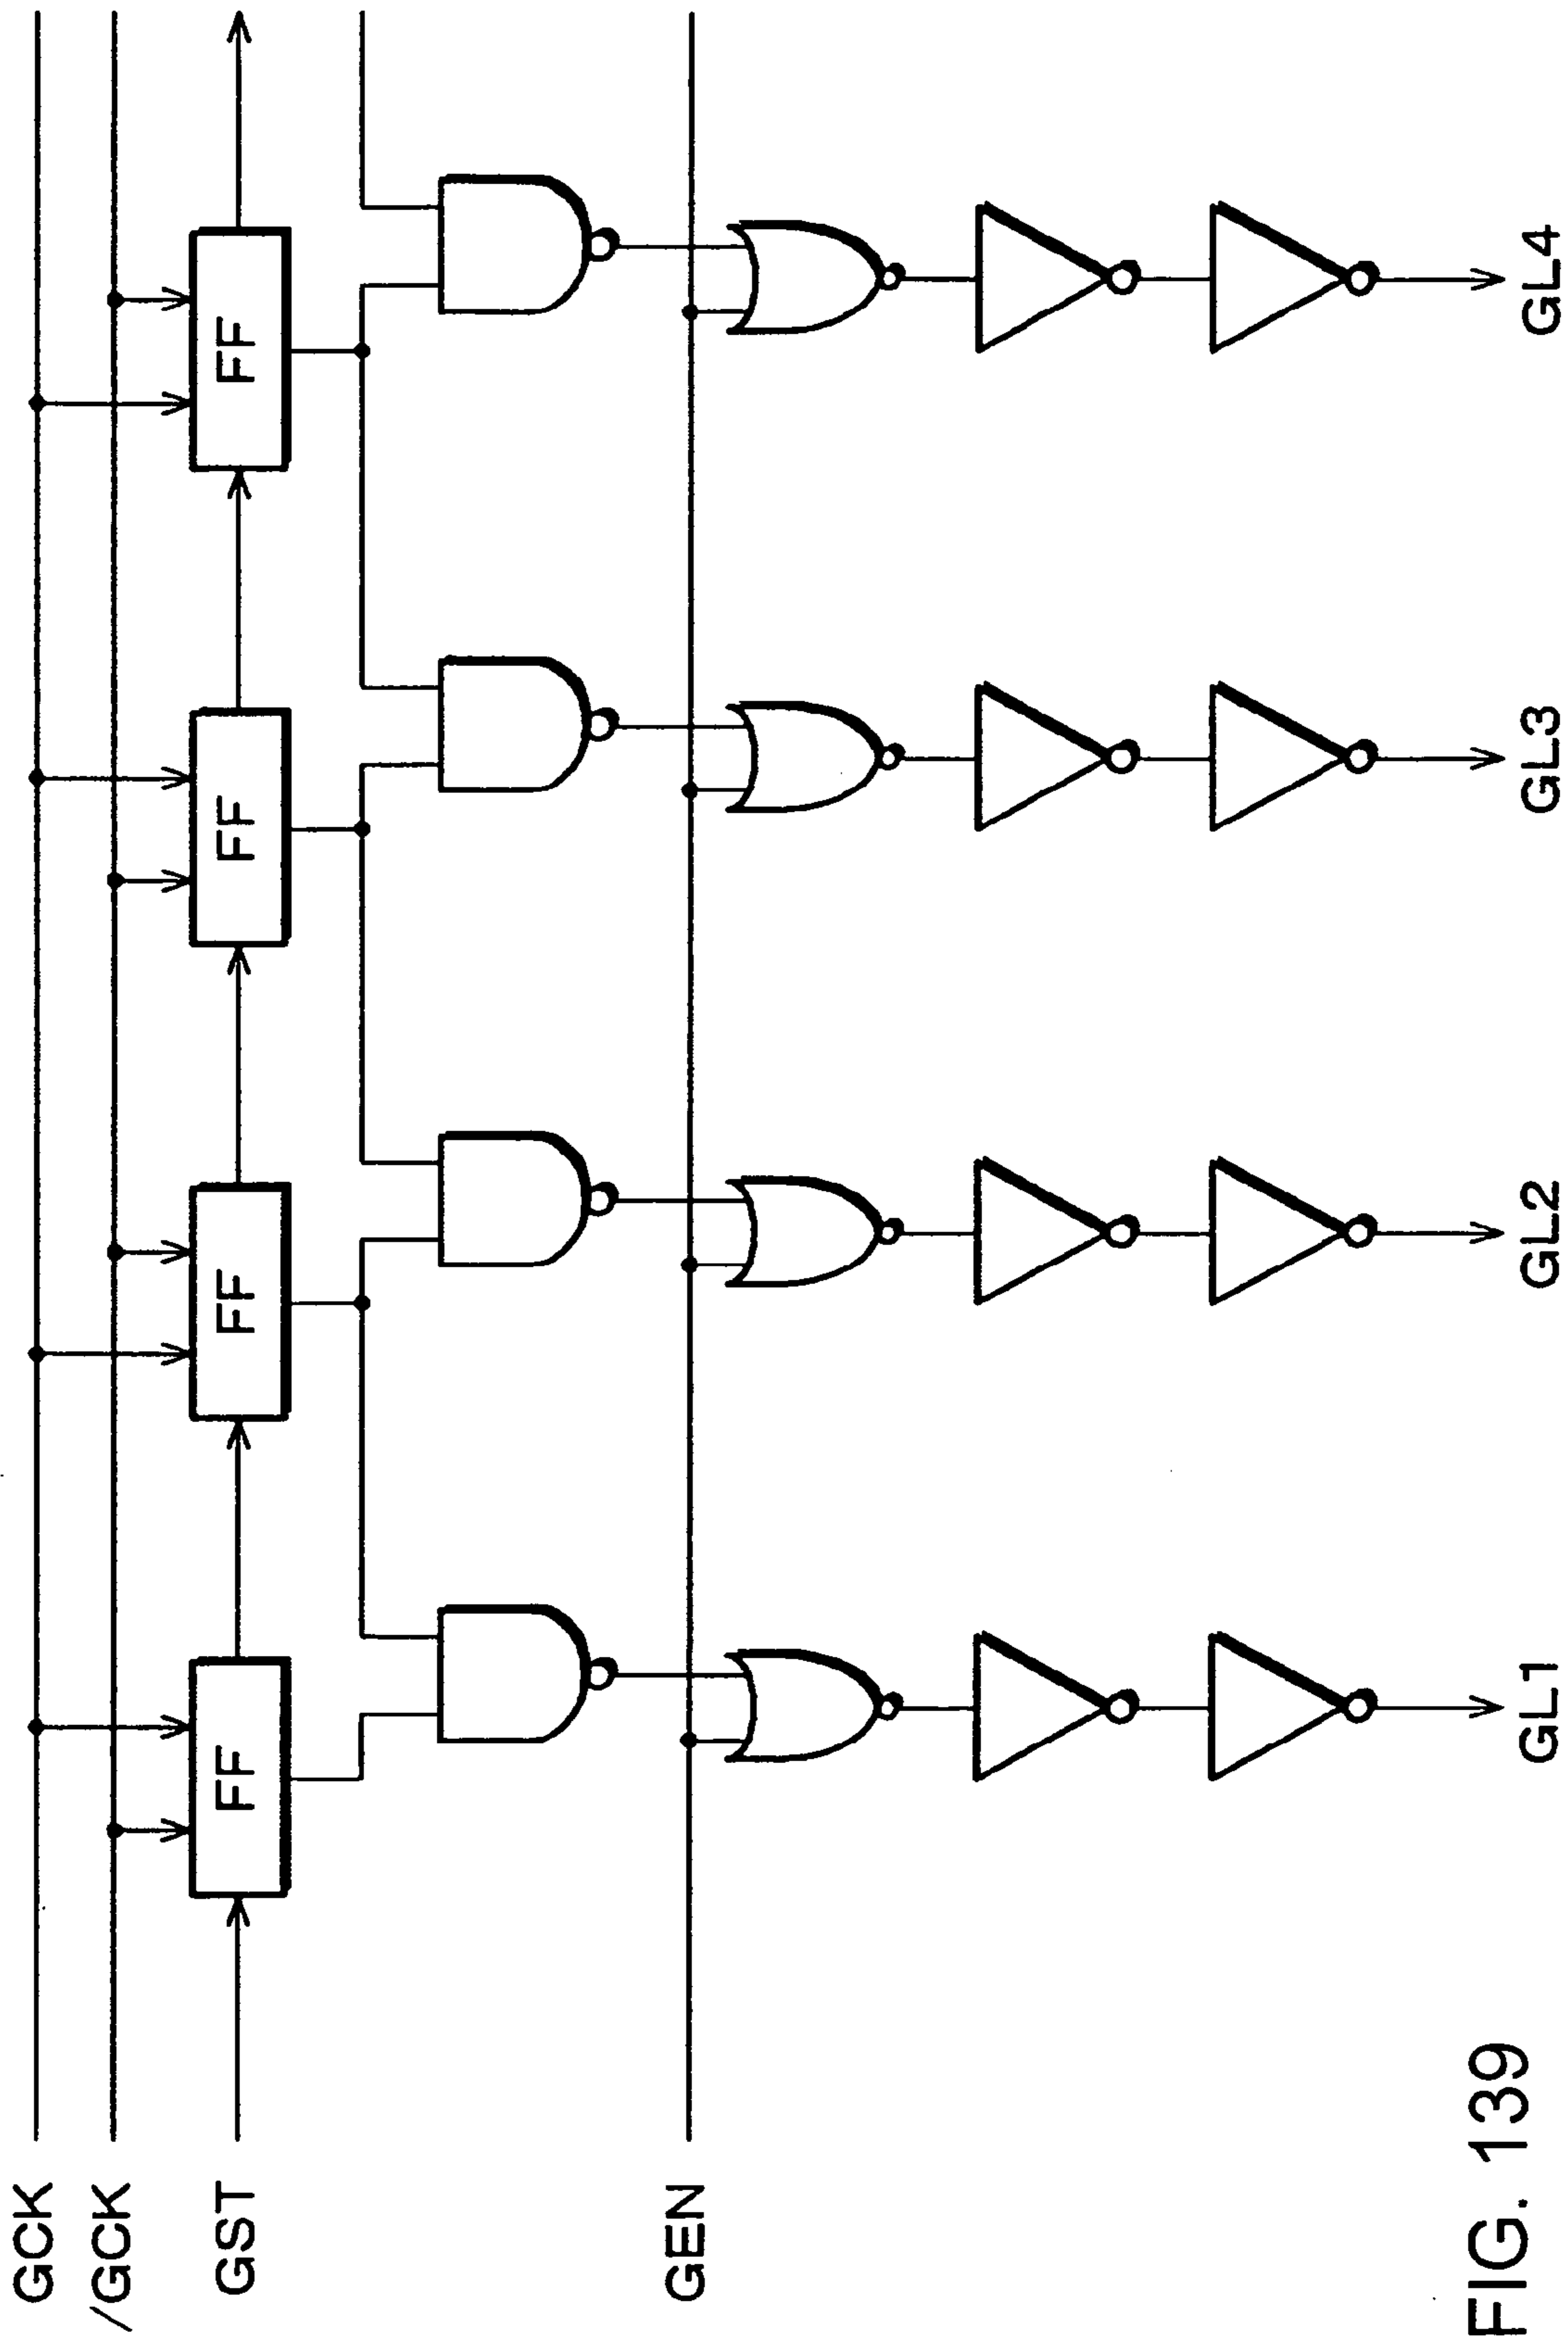 GCK
/GCK
GST
FF FF FF FF
GEN
GL1 GL2 GL3 GL4
FIG. 139